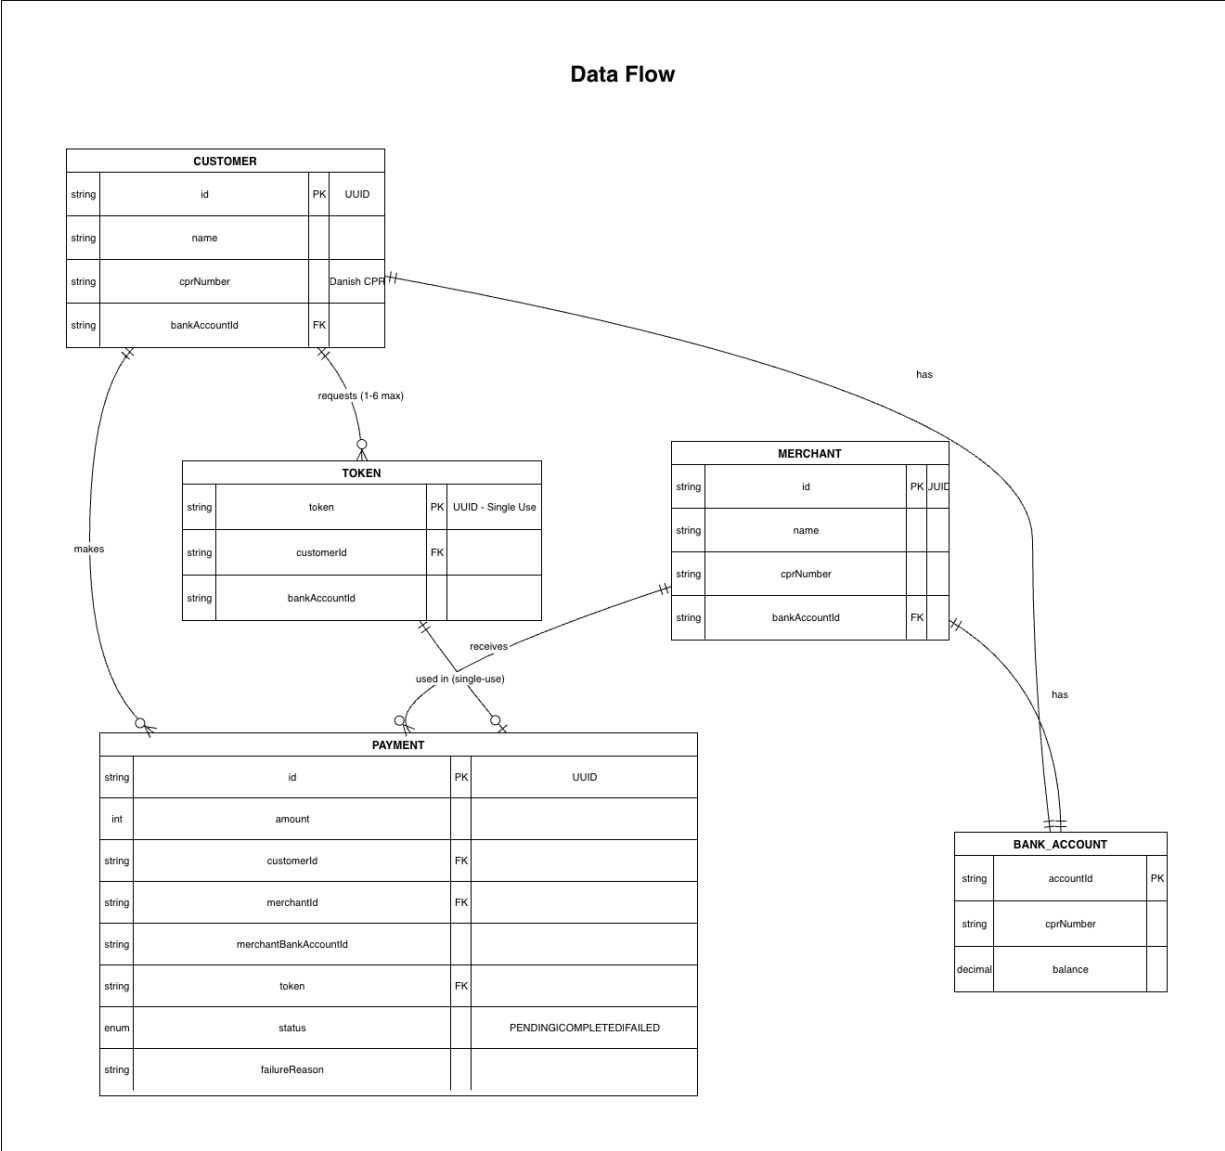 Data Flow
CUSTOMER
string id PK UUID
string name
string cprNumber Danish CPR
string bankAccountId FK
has
requests (1-6 max)
MERCHANT
string id PK UUID
string name
string cprNumber
string bankAccountId FK
TOKEN
string token PK UUID - Single Use
string customerId FK
string bankAccountId
makes
receives
used in (single-use)
has
PAYMENT
string id PK UUID
int amount
string customerId FK
string merchantId FK
string merchantBankAccountId
string token FK
enum status PENDING|COMPLETED|FAILED
string failureReason
BANK_ACCOUNT
string accountId PK
string cprNumber
decimal balance